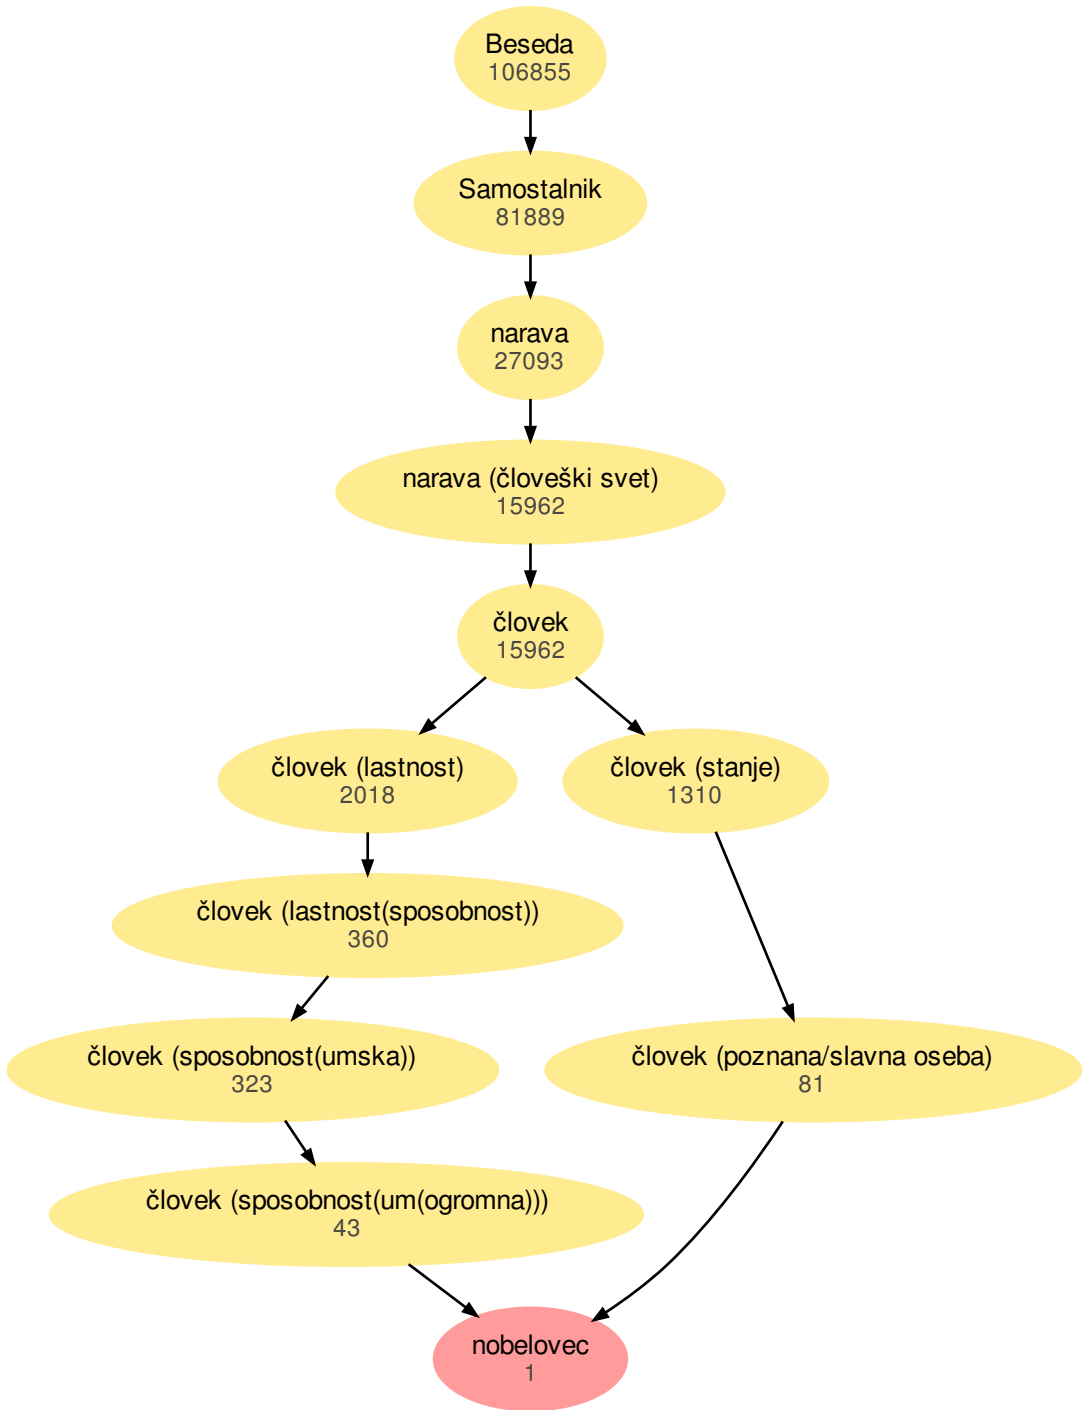 Beseda
106855
Samostalnik
81889
narava
27093
narava (človeški svet)
15962
človek
15962
človek (lastnost)
2018
človek (stanje)
1310
človek (lastnost(sposobnost))
360
človek (sposobnost(umska))
323
človek (poznana/slavna oseba)
81
človek (sposobnost(um(ogromna)))
43
nobelovec
1